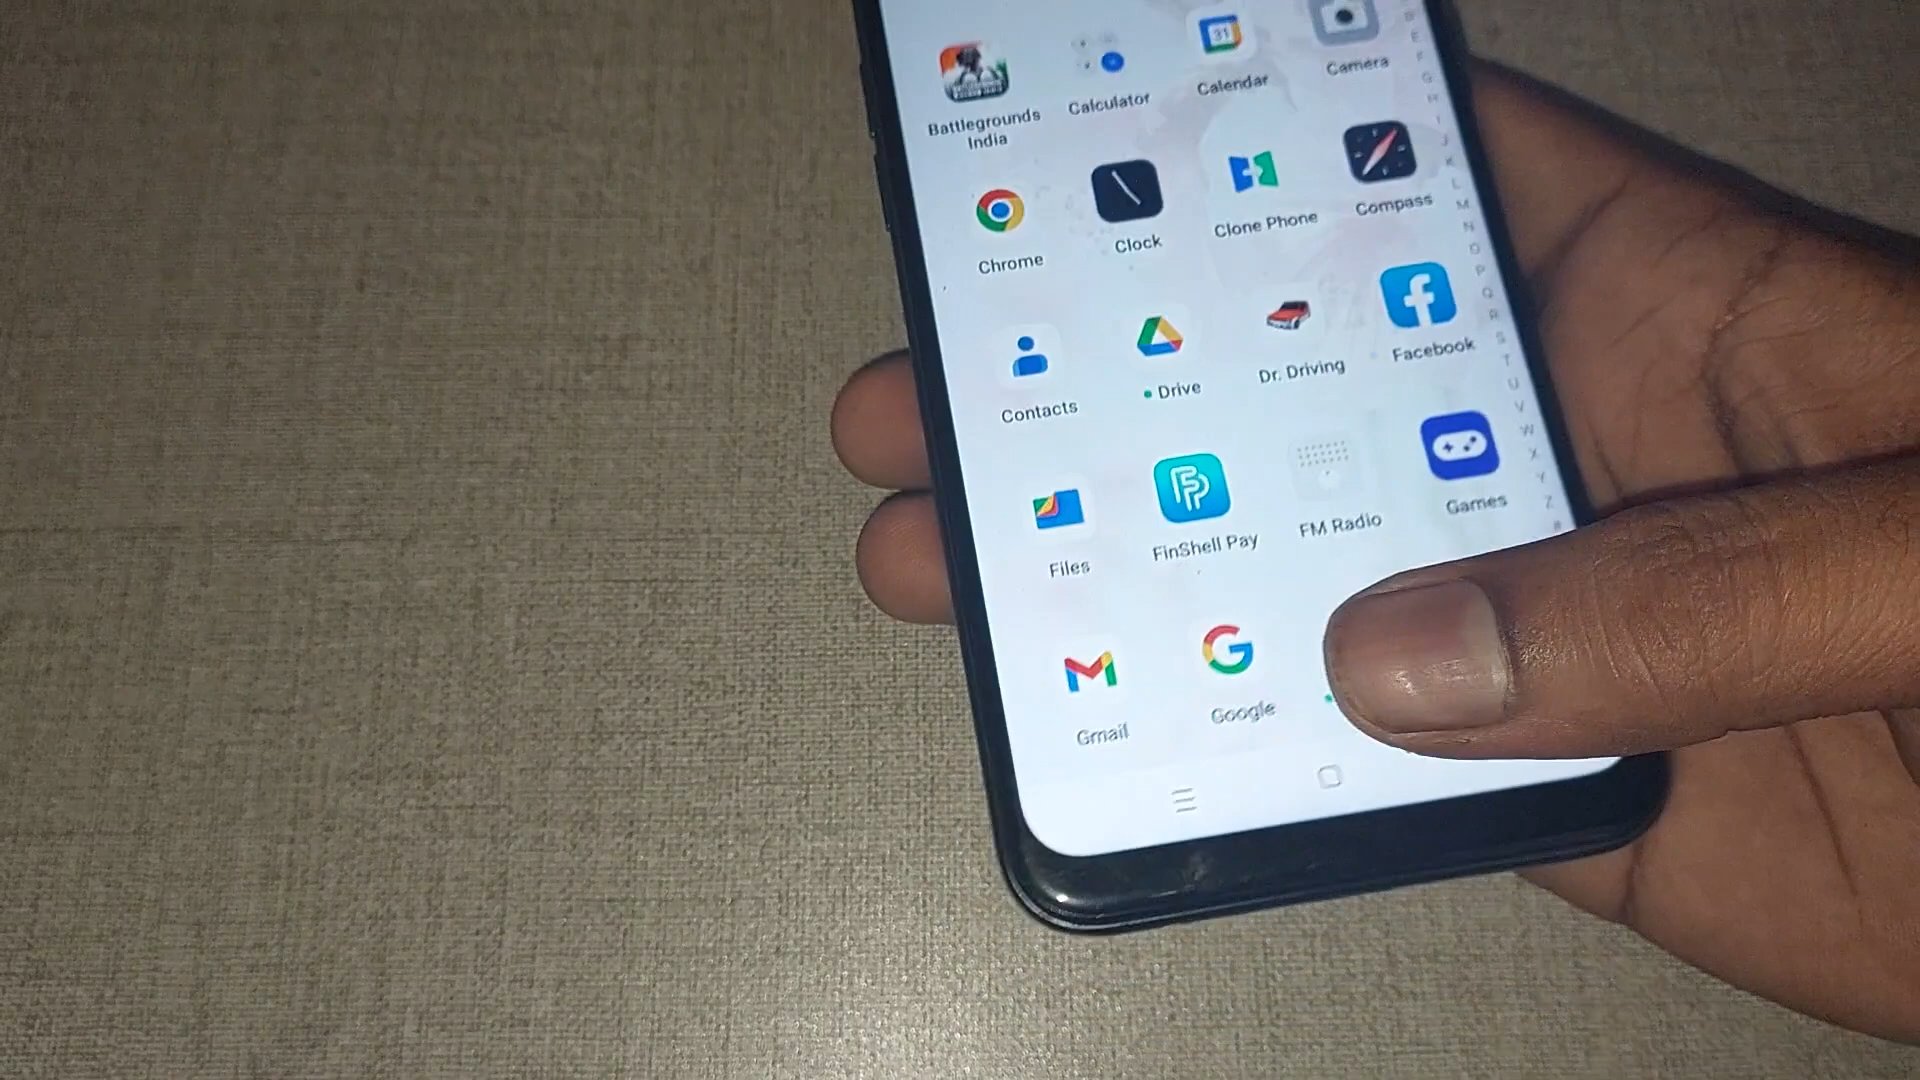 Battlegrounds
India
Calculator
Calendar
Camera
Chrome
Clock
Clone Phone
Compass
Contacts
Drive
Dr. Driving
Facebook
Files
FinShell Pay
FM Radio
Games
Gmail
Google
31
E
F
G
H
I
J
K
L
M
N
O
P
Q
R
S
T
U
V
W
X
Y
Z
#